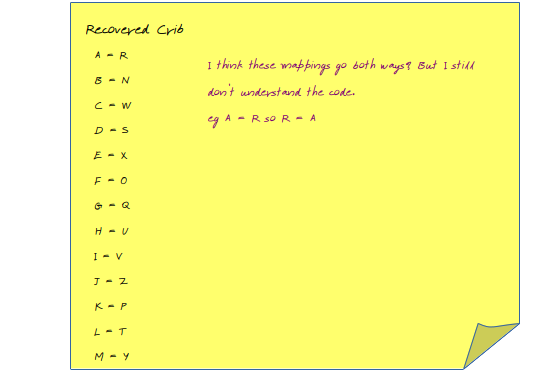 Recovered Crib
A = R
I think these mappings go both ways? But I still
B = N
don't understand the code.
C = W
eg A = R so R = A
D = S
E = X
F = O
G = Q
H = U
I = V
J = Z
K = P
L = T
M = Y